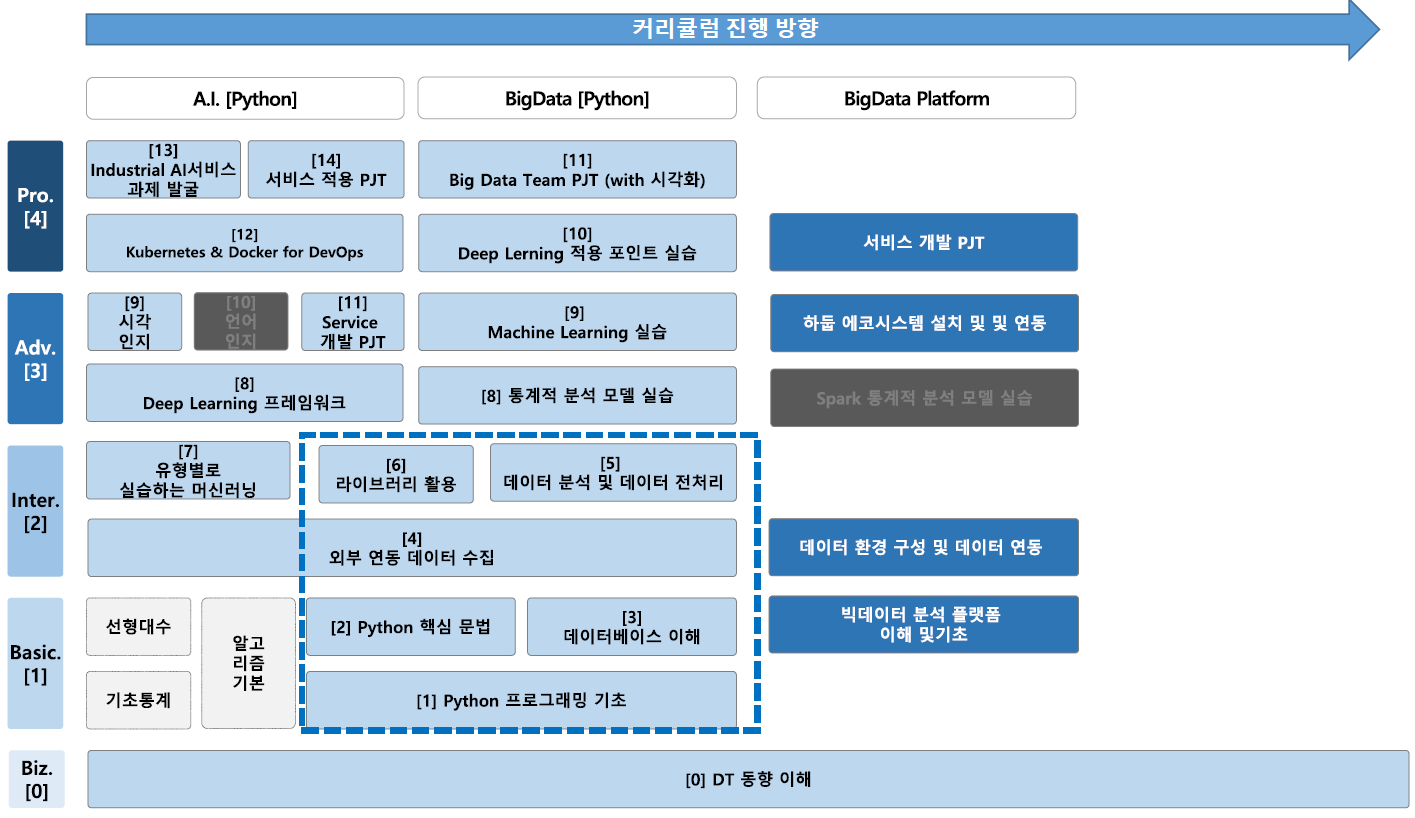 커리큘럼 진행 방향
A.I. [Python]
BigData [Python]
BigData Platform
Pro.
[4]
[13]
Industrial AI서비스
과제 발굴
[14]
서비스 적용 PJT
[11]
Big Data Team PJT (with 시각화)
[12]
Kubernetes & Docker for DevOps
[10]
Deep Lerning 적용 포인트 실습
서비스 개발 PJT
Adv.
[3]
[9]
시각
인지
[10]
언어
인지
[11]
Service
개발 PJT
[9]
Machine Learning 실습
하둡 에코시스템 설치 및 및 연동
[8]
Deep Learning 프레임워크
[8] 통계적 분석 모델 실습
Spark 통계적 분석 모델 실습
Inter.
[2]
[7]
유형별로
실습하는 머신러닝
[6]
라이브러리 활용
[5]
데이터 분석 및 데이터 전처리
[4]
외부 연동 데이터 수집
데이터 환경 구성 및 데이터 연동
Basic.
[1]
선형대수
알고
리즘
기본
[2] Python 핵심 문법
[3]
데이터베이스 이해
빅데이터 분석 플랫폼
이해 및기초
기초통계
[1] Python 프로그래밍 기초
Biz.
[0]
[0] DT 동향 이해